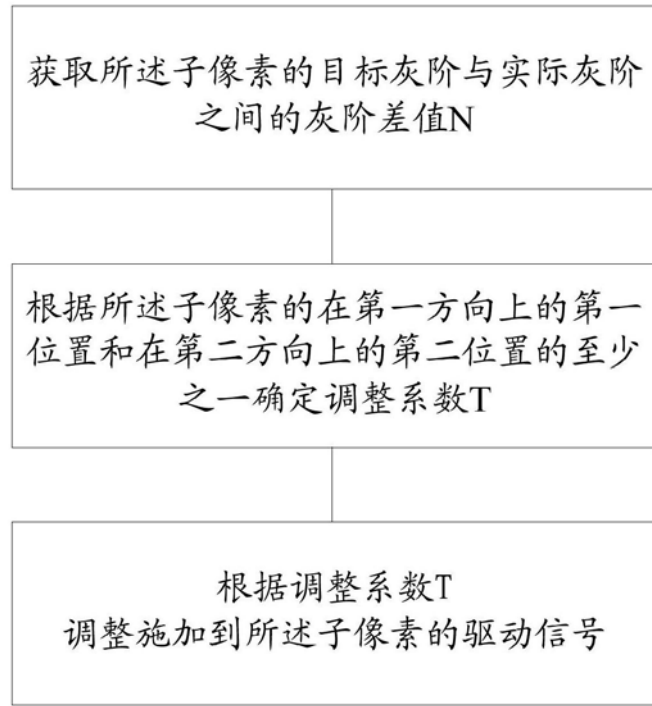 获取所述子像素的目标灰阶与实际灰阶
之间的灰阶差值N
根据所述子像素的在第一方向上的第一
位置和在第二方向上的第二位置的至少
之一确定调整系数T
根据调整系数T
调整施加到所述子像素的驱动信号